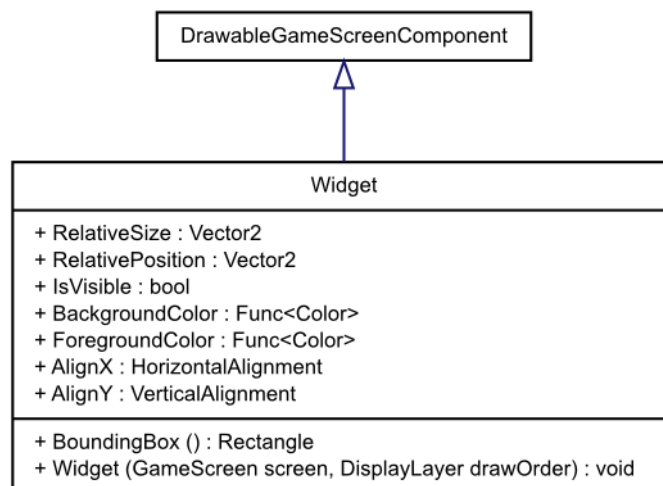 DrawableGameScreenComponent
Widget
+ RelativeSize : Vector2
+ RelativePosition : Vector2
+ IsVisible : bool
+ BackgroundColor : Func<Color>
+ ForegroundColor : Func<Color>
+ AlignX : HorizontalAlignment
+ AlignY : VerticalAlignment
+ BoundingBox () : Rectangle
+ Widget (GameScreen screen, DisplayLayer drawOrder) : void